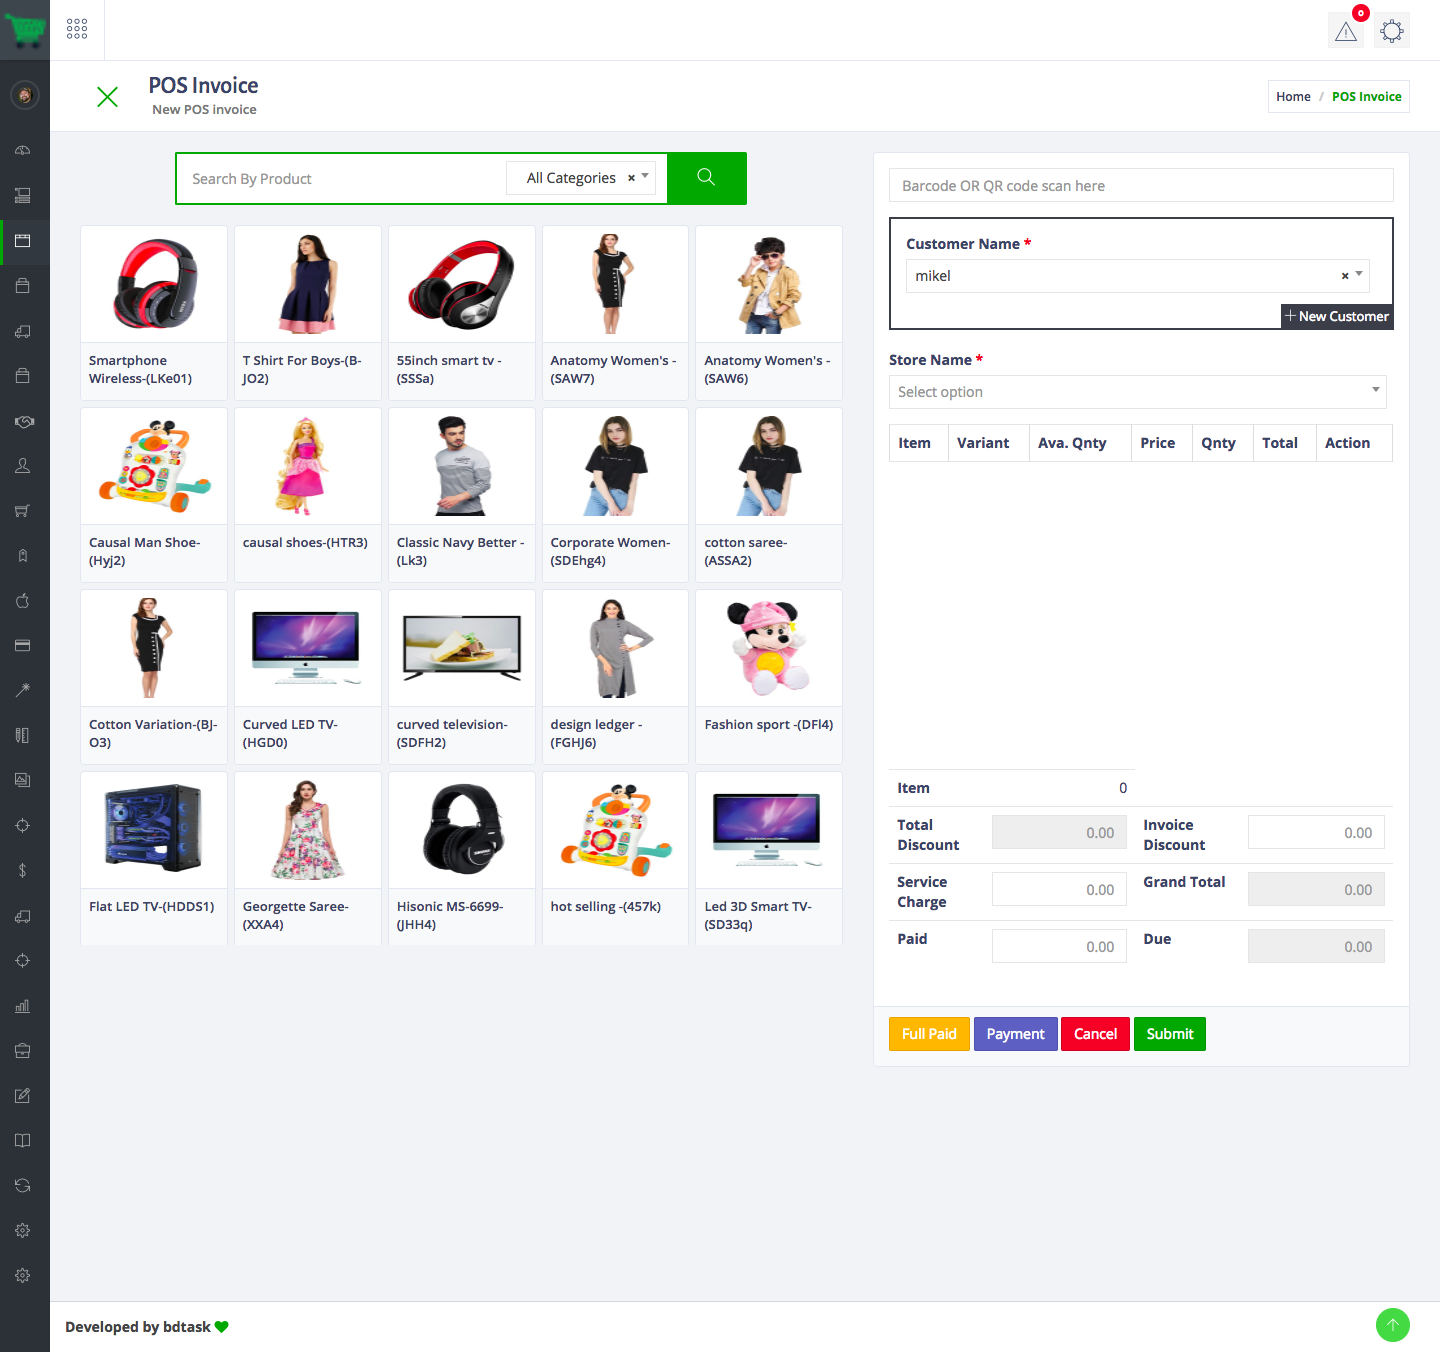 0
POS Invoice
New POS invoice
Home / POS Invoice
Search By Product
All Categories × 
Barcode OR QR code scan here
Customer Name *
mikel ×
New Customer
Store Name *
Select option
Item Variant Ava. Qnty Price Qnty Total Action
Smartphone
Wireless-(LKe01)
T Shirt For Boys-(B-
JO2)
55inch smart tv -
(SSSa)
Anatomy Women's -
(SAW7)
Anatomy Women's -
(SAW6)
Causal Man Shoe-
(Hyj2)
causal shoes-(HTR3)
Classic Navy Better -
(Lk3)
Corporate Women-
(SDEhg4)
cotton saree-
(ASSA2)
Cotton Variation-(BJ-
O3)
Curved LED TV-
(HGD0)
curved television-
(SDFH2)
design ledger -
(FGHJ6)
Fashion sport -(DFl4)
Flat LED TV-(HDDS1)
Georgette Saree-
(XXA4)
Hisonic MS-6699-
(JHH4)
hot selling -(457k)
Led 3D Smart TV-
(SD33q)
Item 0
Total
Discount
0.00
Invoice
Discount
0.00
Service
Charge
0.00
Grand Total
0.00
Paid
0.00
Due
0.00
Full Paid
Payment
Cancel
Submit
Developed by bdtask